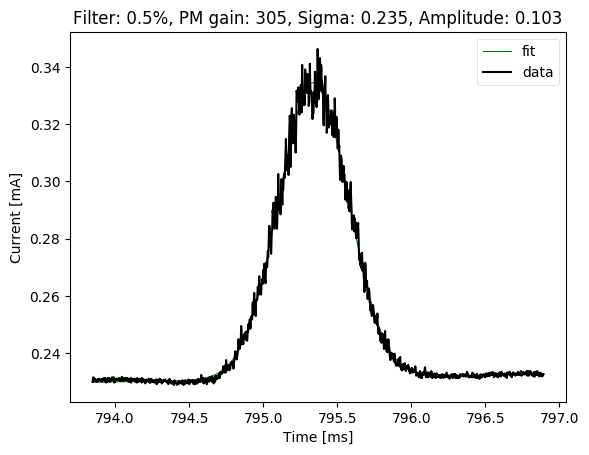 Filter: 0.5%, PM gain: 305, Sigma: 0.235, Amplitude: 0.103
fit
data
Current [mA]
0.34
0.32
0.30
0.28
0.26
0.24
794.0 794.5 795.0 795.5 796.0 796.5 797.0
Time [ms]